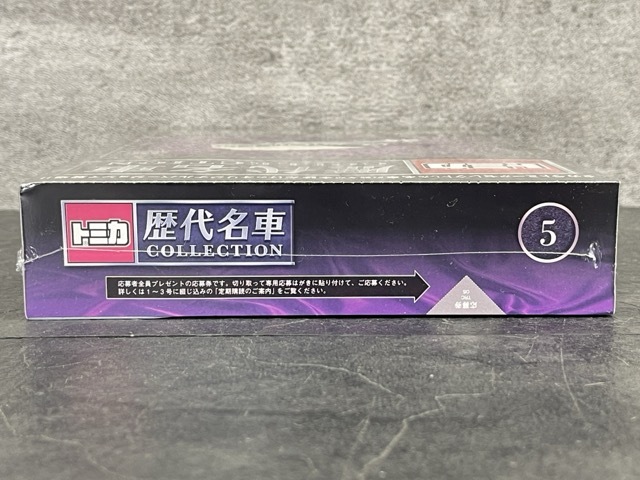 トミカ
歴代名車
COLLECTION
5
応募者全員プレゼントの応募券です。切り取って専用応募はがきに貼り付けて、ご応募ください。
詳しくは1〜3号に綴じ込みの「定期購読のご案内」をご覧ください。
応募券
TRC
05